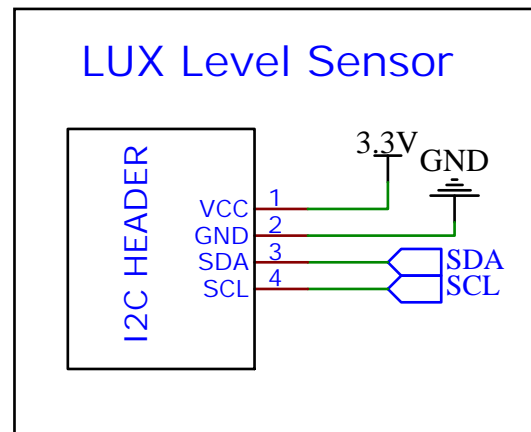 LUX Level Sensor
I2C HEADER
VCC 1
GND 2
SDA 3
SCL 4
3.3V
GND
SDA
SCL